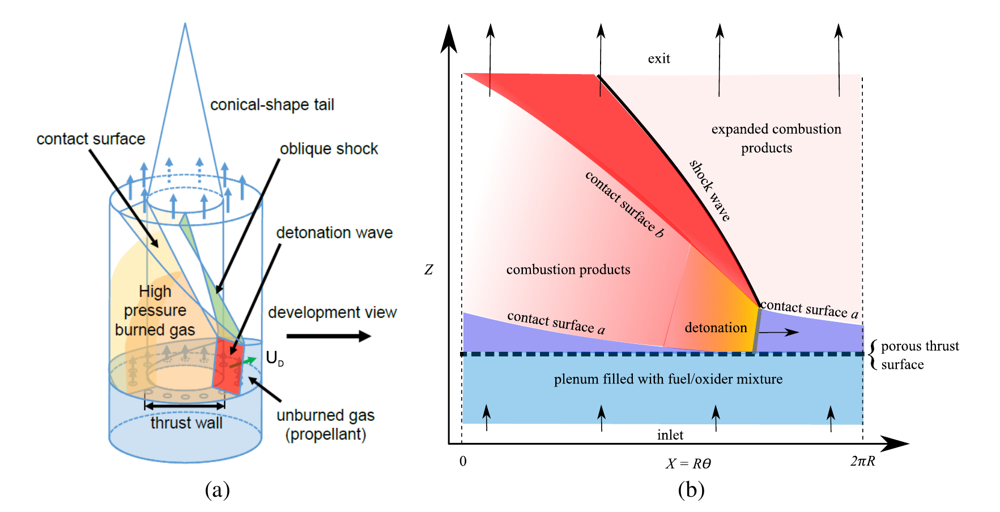 conical-shape tail
contact surface
oblique shock
detonation wave
High
pressure
burned gas
development view
U_D
unburned gas
(propellant)
thrust wall
(a)
exit
expanded combustion
products
shock wave
contact surface b
Z
combustion products
contact surface a
contact surface a
detonation
porous thrust
surface
plenum filled with fuel/oxider mixture
inlet
0
X = Rθ
2πR
(b)